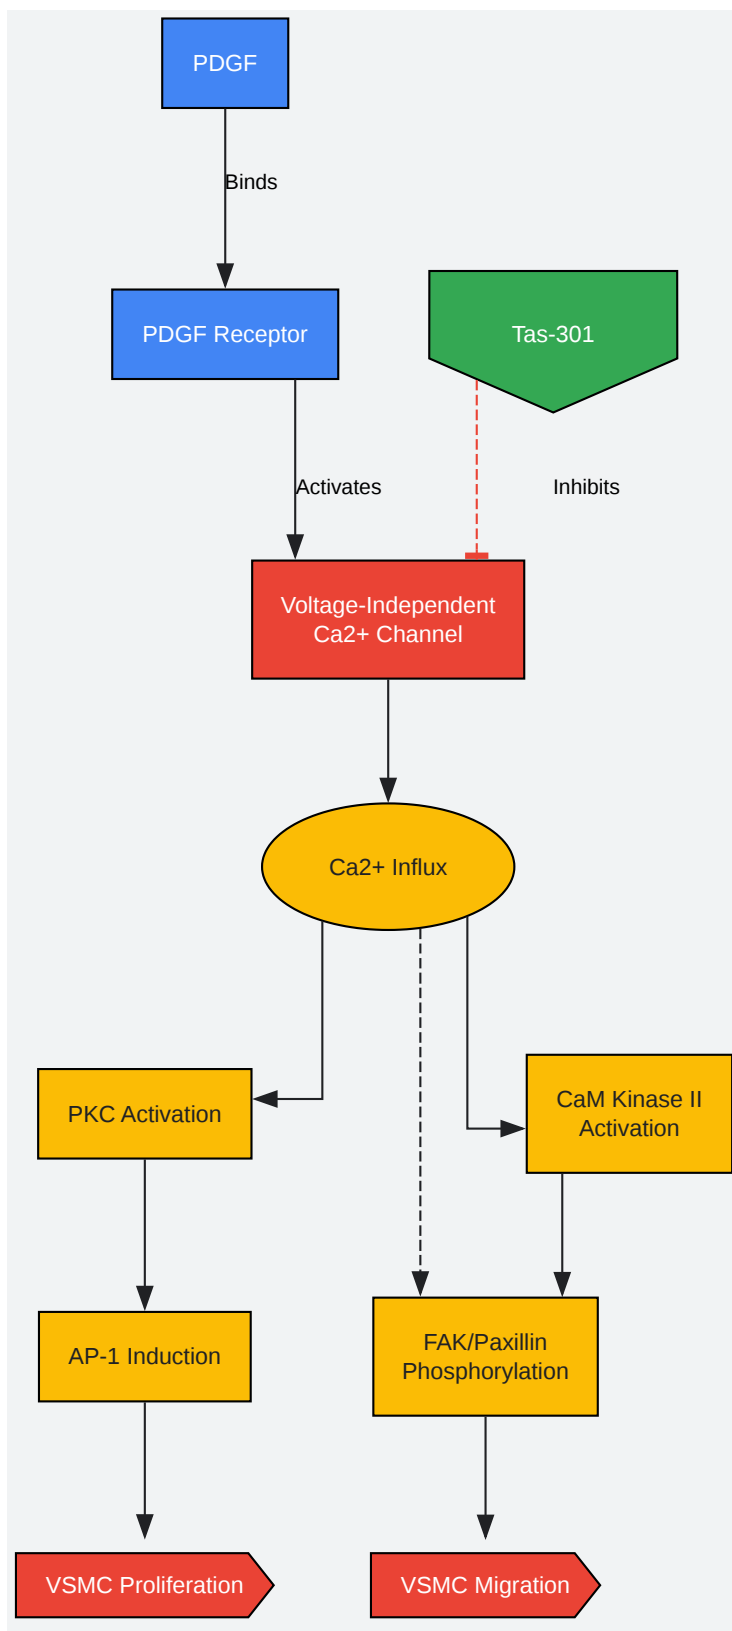 PDGF
Binds
PDGF Receptor
Tas-301
Activates
Inhibits
Voltage-Independent
Ca2+ Channel
Ca2+ Influx
PKC Activation
CaM Kinase II
Activation
AP-1 Induction
FAK/Paxillin
Phosphorylation
VSMC Proliferation
VSMC Migration